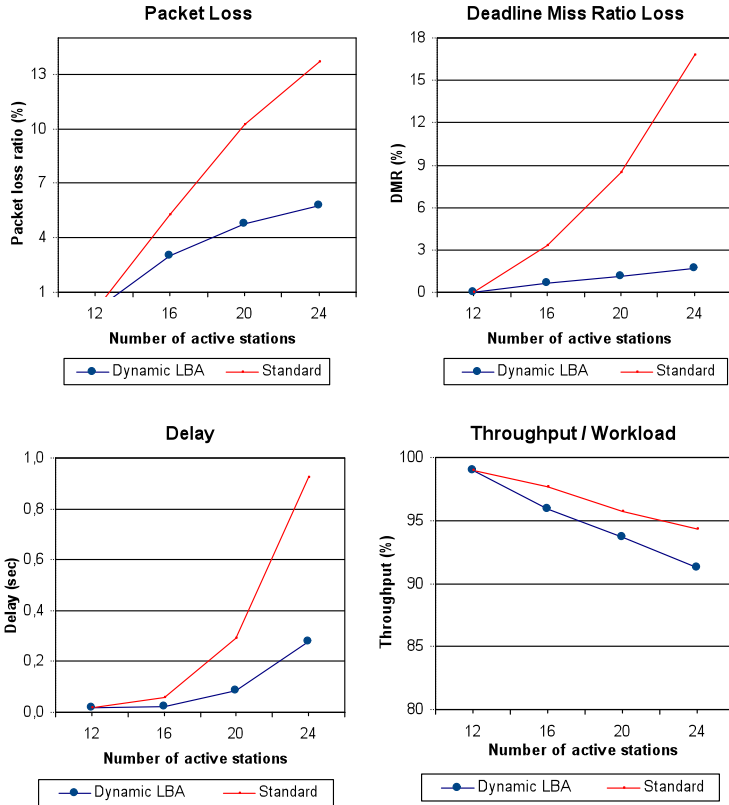 Packet Loss
Packet loss ratio (%)
13
10
7
4
1
12 16 20 24
Number of active stations
Dynamic LBA Standard
Deadline Miss Ratio Loss
DMR (%)
18
15
12
9
6
3
0
12 16 20 24
Number of active stations
Dynamic LBA Standard
Delay
Delay (sec)
1,0
0,8
0,6
0,4
0,2
0,0
12 16 20 24
Number of active stations
Dynamic LBA Standard
Throughput / Workload
Throughput (%)
100
95
90
85
80
12 16 20 24
Number of active stations
Dynamic LBA Standard